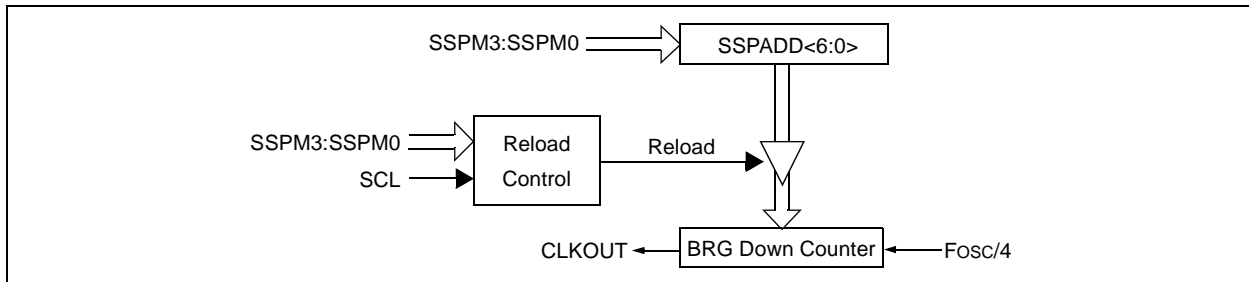 SSPM3:SSPM0
SSPADD<6:0>
SSPM3:SSPM0
SCL
Reload
Control
Reload
CLKOUT
BRG Down Counter
FOSC/4